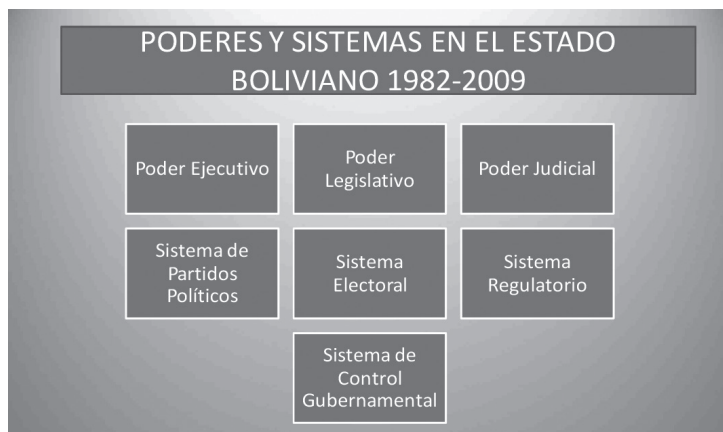 PODERES Y SISTEMAS EN EL ESTADO
BOLIVIANO 1982-2009
Poder Ejecutivo
Poder
Legislativo
Poder Judicial
Sistema de
Partidos
Políticos
Sistema
Electoral
Sistema
Regulatorio
Sistema de
Control
Gubernamental